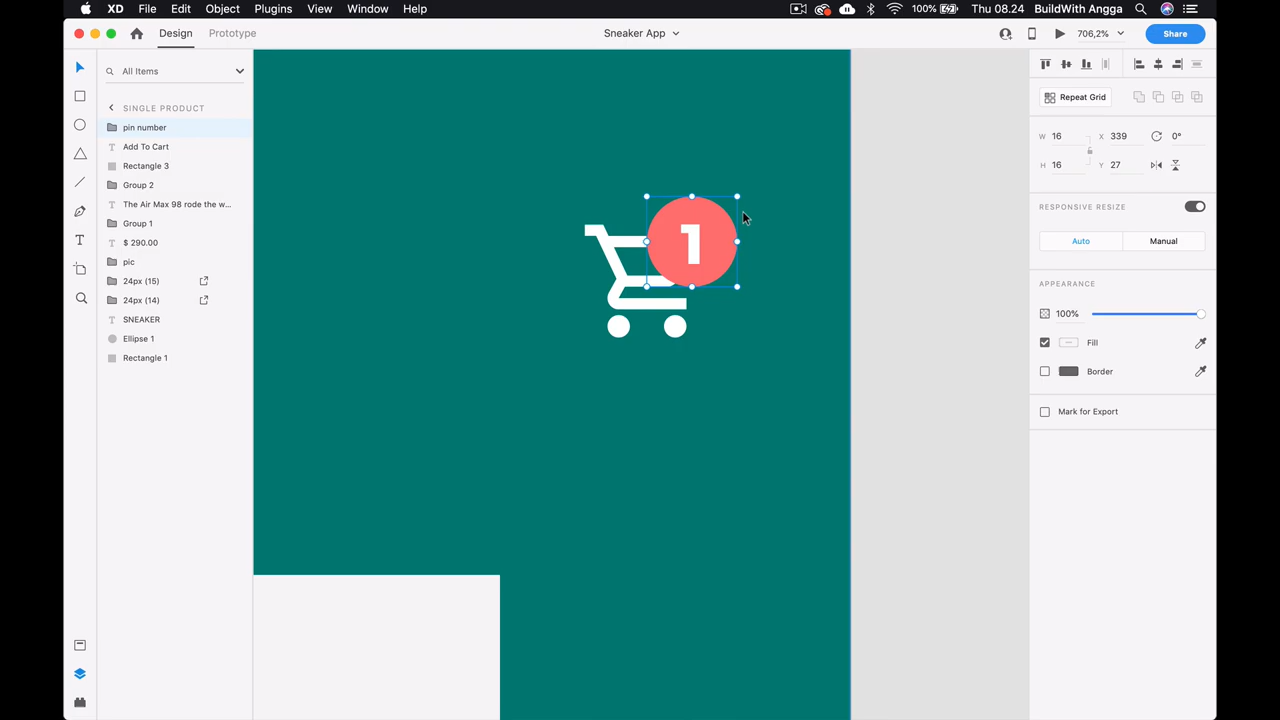 XD File Edit Object Plugins View Window Help 100% Thu 08.24 BuildWith Angga
Design Prototype Sneaker App 706,2% Share
All Items
SINGLE PRODUCT
pin number
Add To Cart
Rectangle 3
Group 2
The Air Max 98 rode the w...
Group 1
$ 290.00
pic
24px (15)
24px (14)
SNEAKER
Ellipse 1
Rectangle 1
T
T
T
T
T
1
Repeat Grid
W 16 X 339 0°
H 16 Y 27
RESPONSIVE RESIZE
Auto Manual
APPEARANCE
100%
Fill
Border
Mark for Export